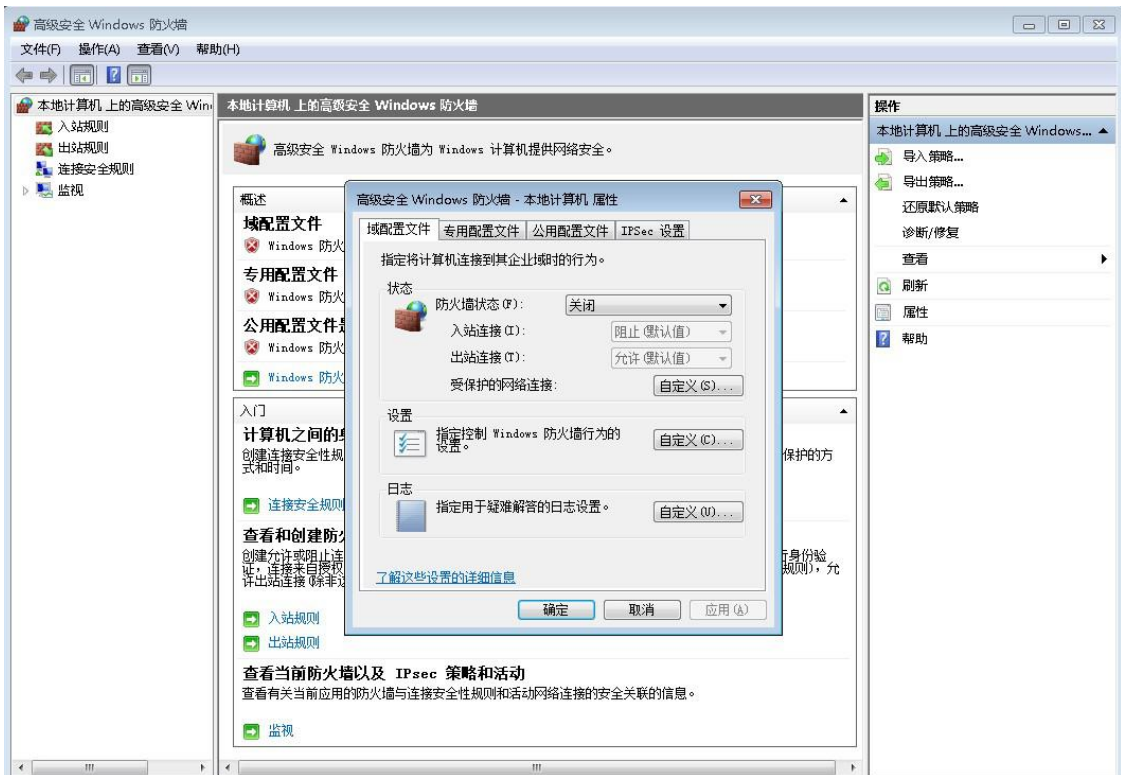 高级安全 Windows 防火墙
文件(F) 操作(A) 查看(V) 帮助(H)
本地计算机 上的高级安全 Win
入站规则
出站规则
连接安全规则
监视
本地计算机 上的高级安全 Windows 防火墙
高级安全 Windows 防火墙为 Windows 计算机提供网络安全。
概述
域配置文件
Windows 防火
专用配置文件
Windows 防火
公用配置文件是
Windows 防火
Windows 防火
入门
计算机之间的身
创建连接安全性规
保护的方
式和时间。
连接安全规则
查看和创建防火
创建允许或阻止连
行身份验
证，连接来自授权
规则)，允
许出站连接(除非这
入站规则
出站规则
查看当前防火墙以及 IPsec 策略和活动
查看有关当前应用的防火墙与连接安全性规则和活动网络连接的安全关联的信息。
监视
高级安全 Windows 防火墙 - 本地计算机 属性
域配置文件 专用配置文件 公用配置文件 IPSec 设置
指定将计算机连接到其企业域时的行为。
状态
防火墙状态(F): 关闭
入站连接(I): 阻止(默认值)
出站连接(T): 允许(默认值)
受保护的网络连接: 自定义(S)...
设置
指定控制 Windows 防火墙行为的
设置。
自定义(C)...
日志
指定用于疑难解答的日志设置。
自定义(U)...
了解这些设置的详细信息
确定 取消 应用(A)
操作
本地计算机 上的高级安全 Windows...
导入策略...
导出策略...
还原默认策略
诊断/修复
查看
刷新
属性
帮助